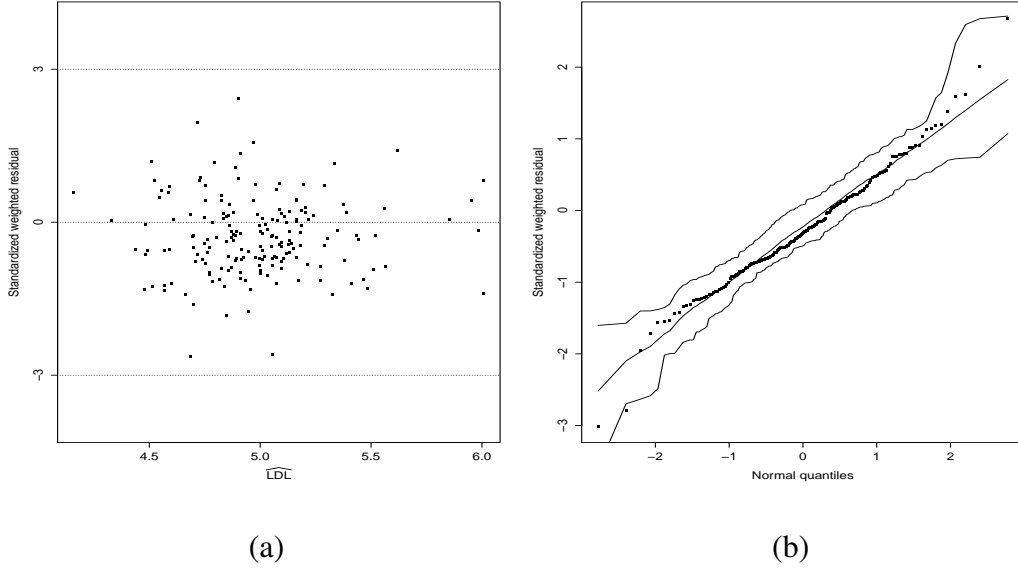 Standardized weighted residual
3
0
−3
4.5 5.0 5.5 6.0
LDL
(a)
Standardized weighted residual
2
1
0
−1
−2
−3
−2 −1 0 1 2
Normal quantiles
(b)